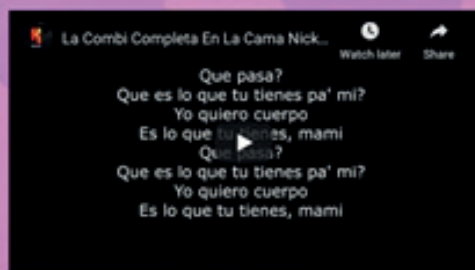 La Combi Completa En La Cama Nick...
Watch later
Share
Que pasa?
Que es lo que tu tienes pa' mi?
Yo quiero cuerpo
Es lo que tu tienes, mami
Que pasa?
Que es lo que tu tienes pa' mi?
Yo quiero cuerpo
Es lo que tu tienes, mami